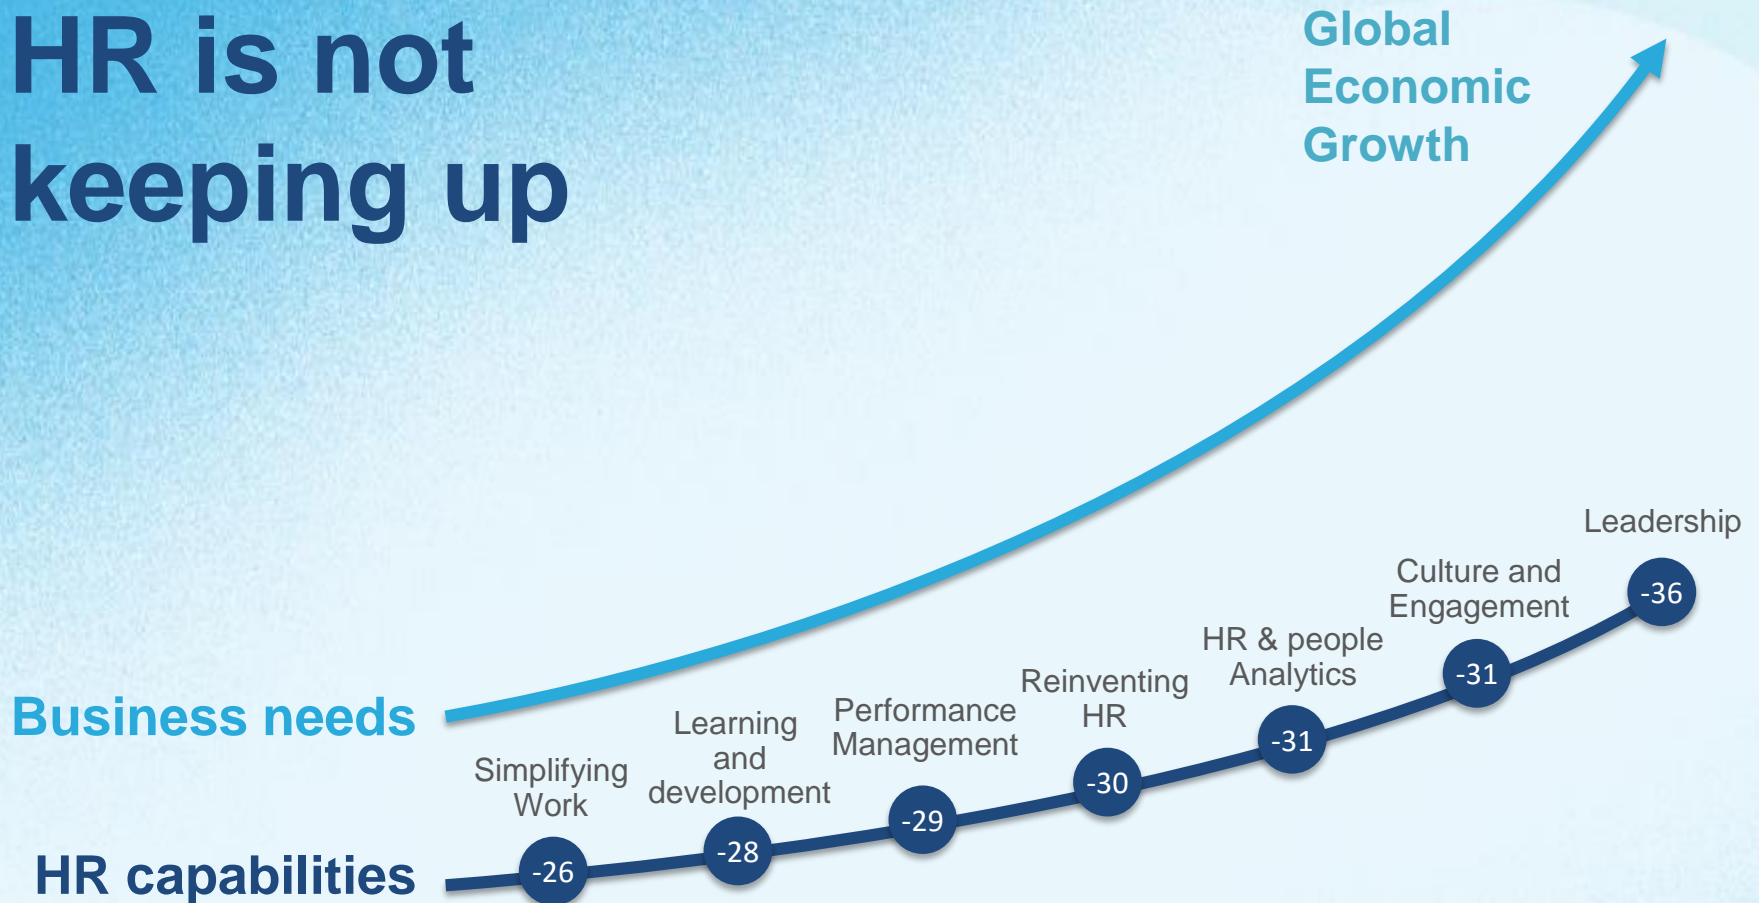 HR is not
keeping up
Global
Economic
Growth
Business needs
HR capabilities
Simplifying
Work
-26
Learning
and
development
-28
Performance
Management
-29
Reinventing
HR
-30
HR & people
Analytics
-31
Culture and
Engagement
-31
Leadership
-36